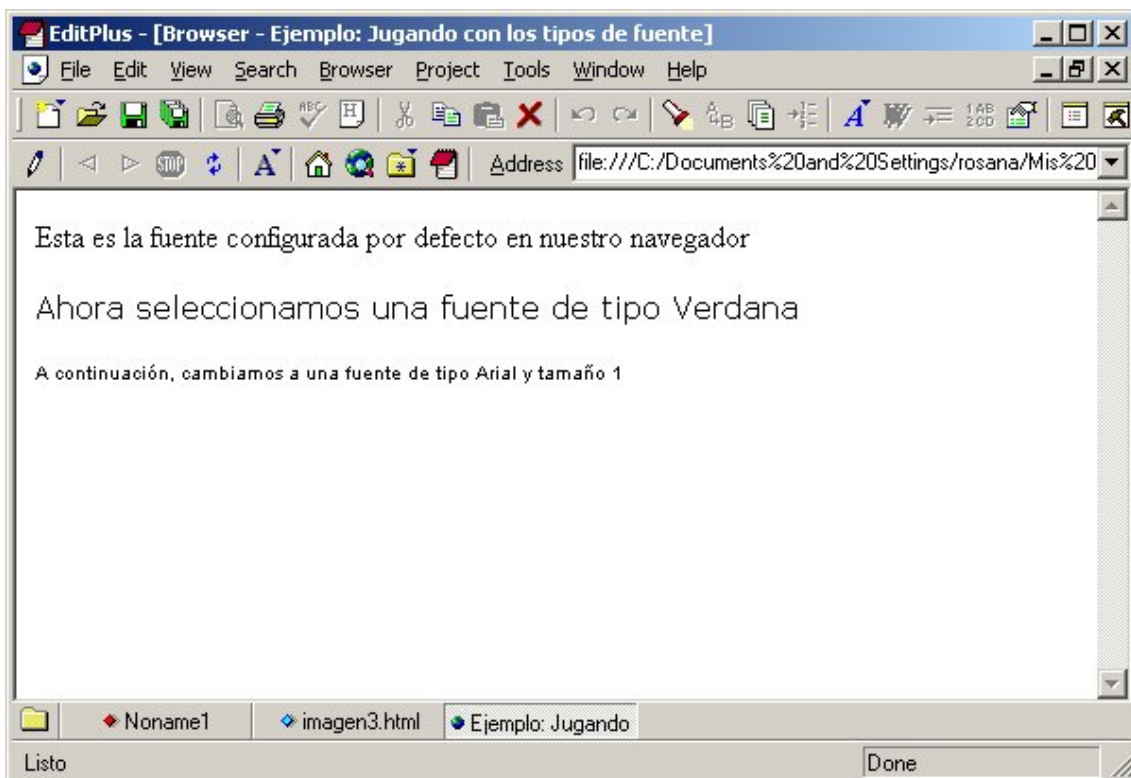 EditPlus - [Browser - Ejemplo: Jugando con los tipos de fuente]
File Edit View Search Browser Project Tools Window Help
Address file:///C:/Documents%20and%20Settings/rosana/Mis%20
Esta es la fuente configurada por defecto en nuestro navegador
Ahora seleccionamos una fuente de tipo Verdana
A continuación, cambiamos a una fuente de tipo Arial y tamaño 1
Noname1 imagen3.html Ejemplo: Jugando
Listo Done